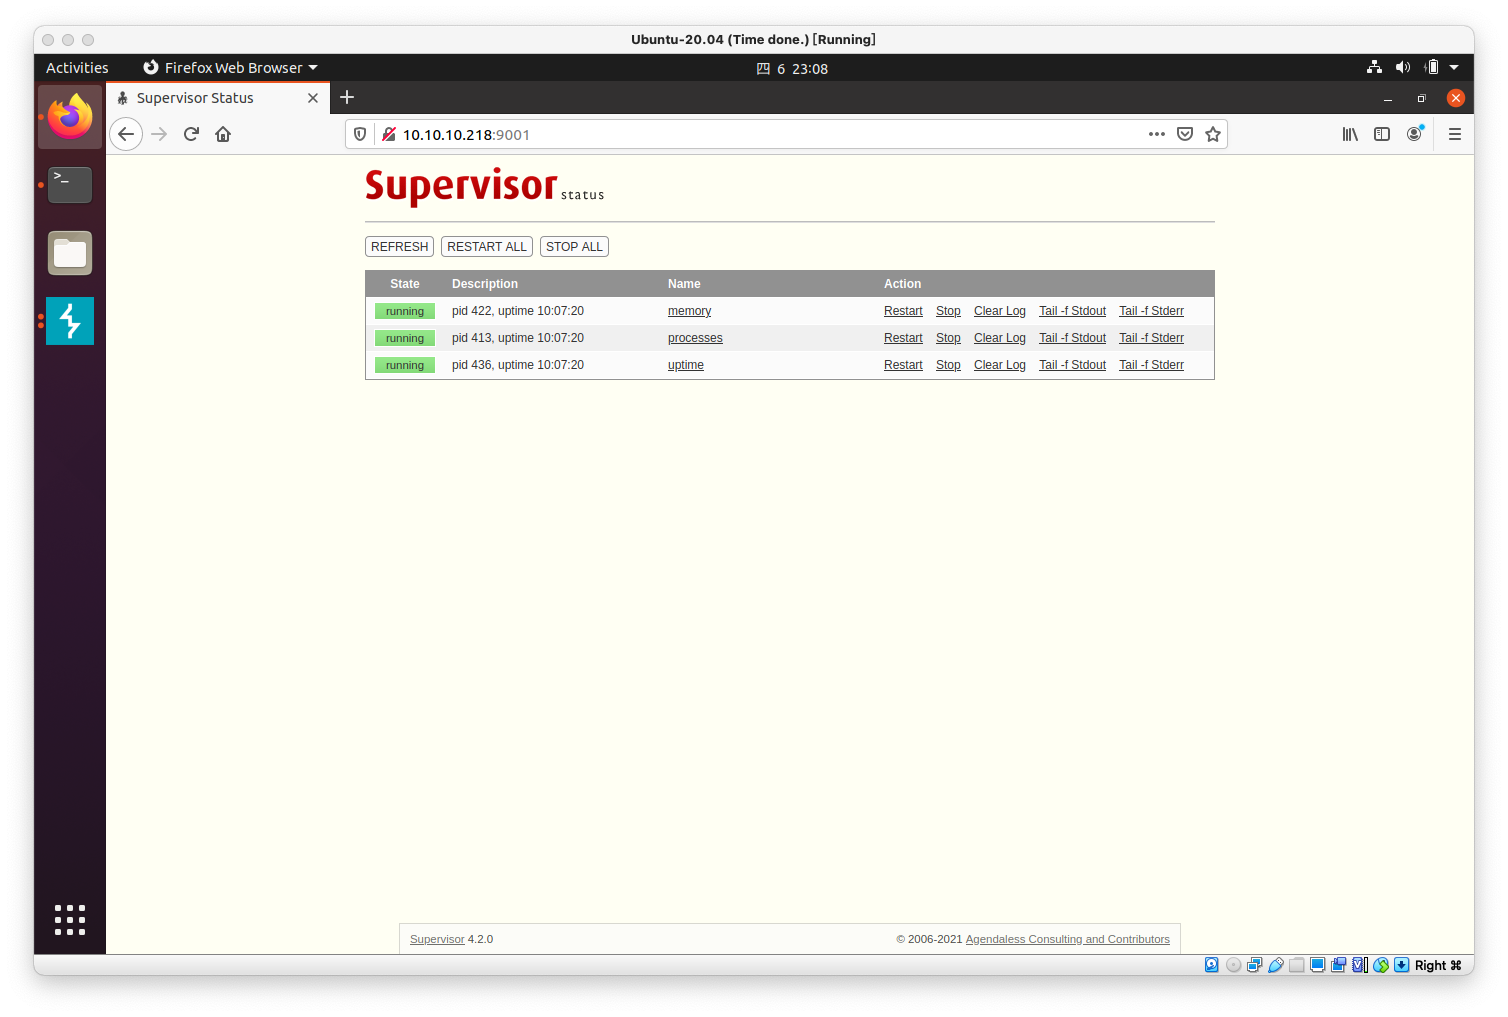 Ubuntu-20.04 (Time done.) [Running]
Activities Firefox Web Browser 四 6 23:08
Supervisor Status
10.10.10.218:9001
Supervisor status
REFRESH RESTART ALL STOP ALL
State Description Name Action
running pid 422, uptime 10:07:20 memory Restart Stop Clear Log Tail -f Stdout Tail -f Stderr
running pid 413, uptime 10:07:20 processes Restart Stop Clear Log Tail -f Stdout Tail -f Stderr
running pid 436, uptime 10:07:20 uptime Restart Stop Clear Log Tail -f Stdout Tail -f Stderr
Supervisor 4.2.0 © 2006-2021 Agendaless Consulting and Contributors
Right ⌘